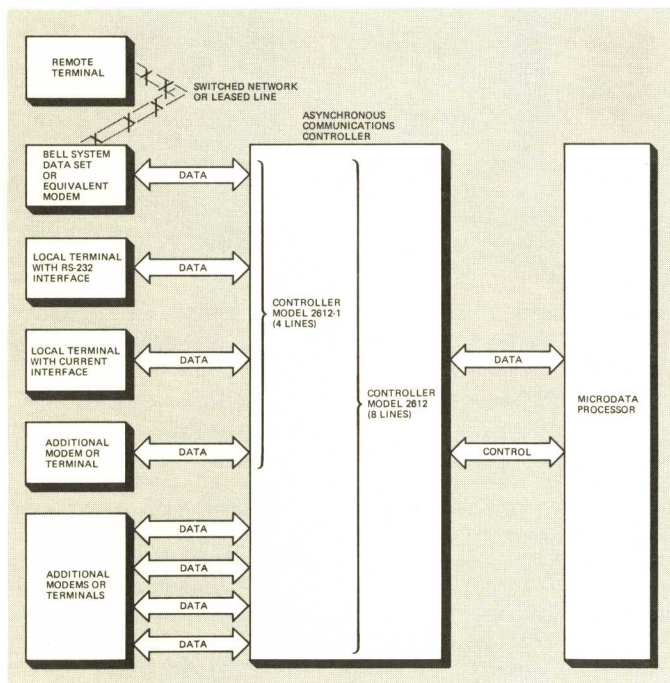 REMOTE
TERMINAL
SWITCHED NETWORK
OR LEASED LINE
ASYNCHRONOUS
COMMUNICATIONS
CONTROLLER
BELL SYSTEM
DATA SET
OR
EQUIVALENT
MODEM
DATA
LOCAL TERMINAL
WITH RS-232
INTERFACE
DATA
CONTROLLER
MODEL 2612-1
(4 LINES)
LOCAL TERMINAL
WITH CURRENT
INTERFACE
DATA
ADDITIONAL
MODEM OR
TERMINAL
DATA
CONTROLLER
MODEL 2612
(8 LINES)
DATA
CONTROL
MICRODATA
PROCESSOR
ADDITIONAL
MODEMS OR
TERMINALS
DATA
DATA
DATA
DATA